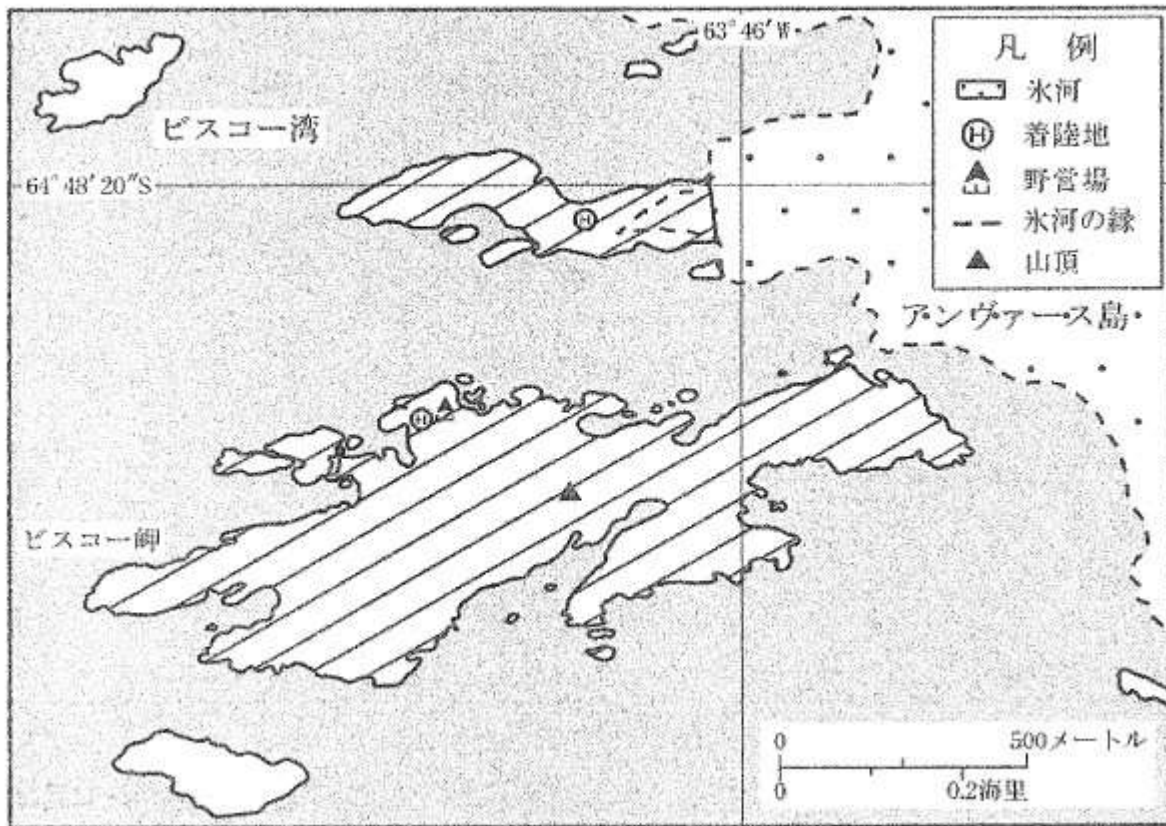 63°46′W
凡例
氷河
Ⓗ 着陸地
野営場
氷河の縁
山頂
ビスコー湾
64°48′20″S
アンヴァース島
Ⓗ
Ⓗ
ビスコー岬
0 500メートル
0 0.2海里